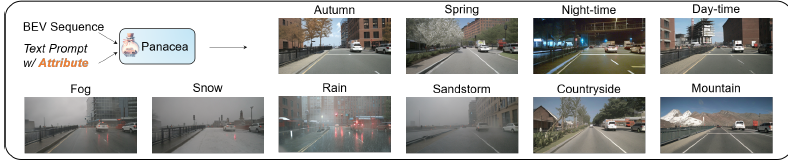 BEV Sequence
Text Prompt
w/ Attribute
Panacea
Autumn
Spring
Night-time
Day-time
Fog
Snow
Rain
Sandstorm
Countryside
Mountain